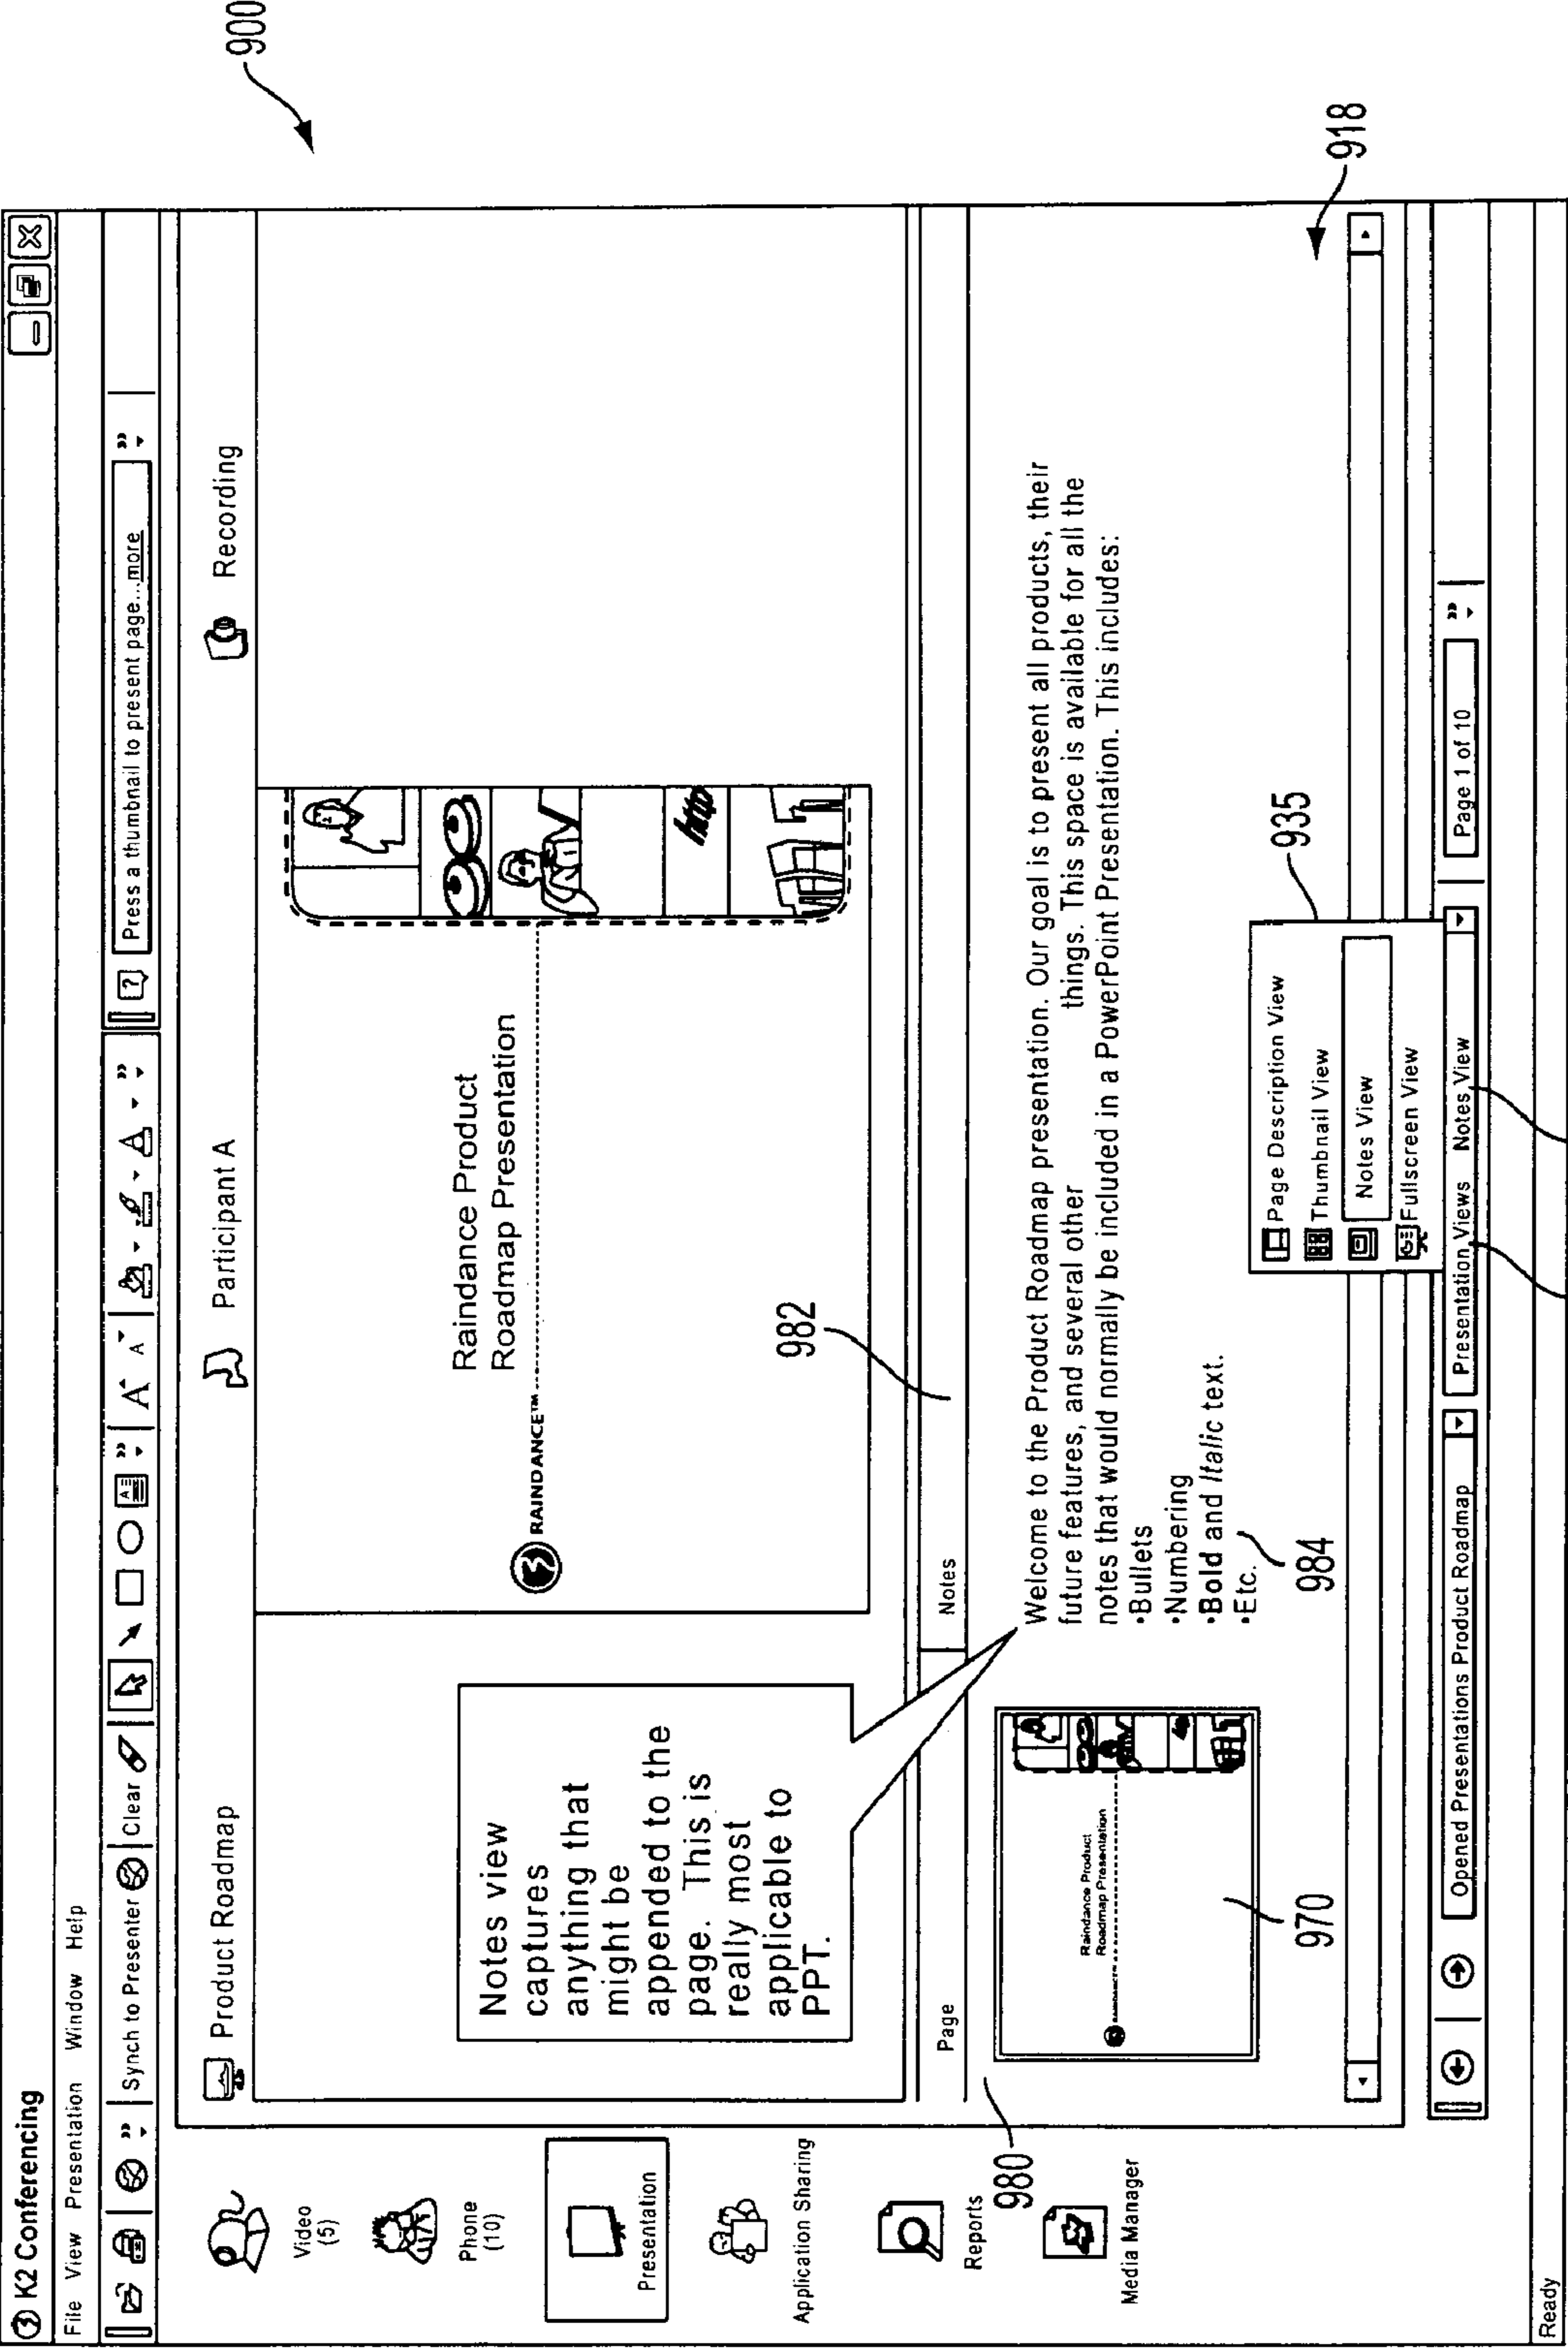 K2 Conferencing
File View Presentation Window Help
» Synch to Presenter Clear » A A » ? Press a thumbnail to present page...more »
Product Roadmap Participant A Recording
Video
(5)
Phone
(10)
Presentation
Application Sharing
Reports
Media Manager
Notes view
captures
anything that
might be
appended to the
page. This is
really most
applicable to
PPT.
RAINDANCE™
Raindance Product
Roadmap Presentation
http
900
982
Page Notes
980
Raindance Product
Roadmap Presentation
970
Welcome to the Product Roadmap presentation. Our goal is to present all products, their
future features, and several other things. This space is available for all the
notes that would normally be included in a PowerPoint Presentation. This includes:
•Bullets
•Numbering
•Bold and Italic text.
•Etc.
984
918
935
Page Description View
Thumbnail View
Notes View
Fullscreen View
Opened Presentations Product Roadmap Presentation Views Notes View Page 1 of 10 »
Ready